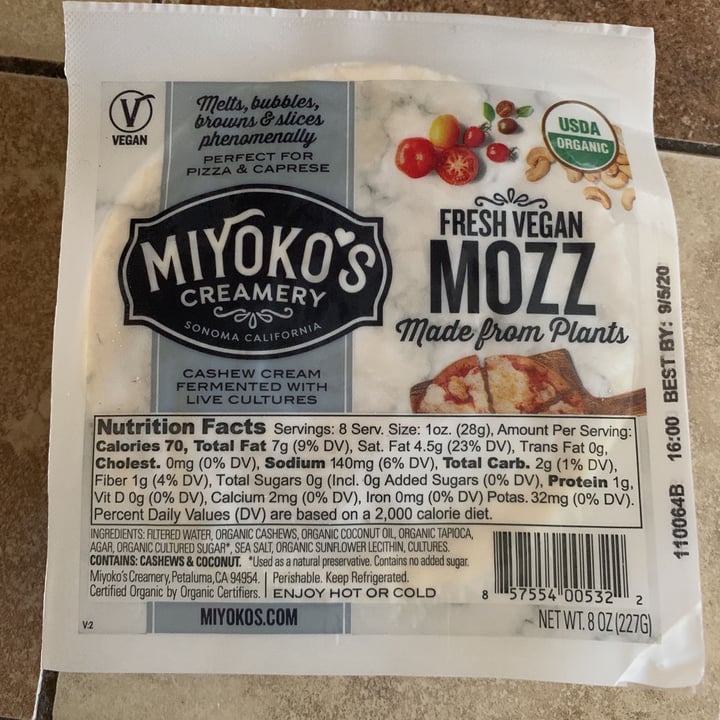 VEGAN
Melts, bubbles,
browns & slices
phenomenally
PERFECT FOR
PIZZA & CAPRESE
USDA
ORGANIC
MIYOKO'S
CREAMERY
SONOMA CALIFORNIA
FRESH VEGAN
MOZZ
Made from Plants
CASHEW CREAM
FERMENTED WITH
LIVE CULTURES
Nutrition Facts Servings: 8 Serv. Size: 1oz. (28g), Amount Per Serving:
Calories 70, Total Fat 7g (9% DV), Sat. Fat 4.5g (23% DV), Trans Fat 0g,
Cholest. 0mg (0% DV), Sodium 140mg (6% DV), Total Carb. 2g (1% DV),
Fiber 1g (4% DV), Total Sugars 0g (Incl. 0g Added Sugars (0% DV), Protein 1g,
Vit D 0g (0% DV), Calcium 2mg (0% DV), Iron 0mg (0% DV) Potas. 32mg (0% DV).
Percent Daily Values (DV) are based on a 2,000 calorie diet.
INGREDIENTS: FILTERED WATER, ORGANIC CASHEWS, ORGANIC COCONUT OIL, ORGANIC TAPIOCA,
AGAR, ORGANIC CULTURED SUGAR*, SEA SALT, ORGANIC SUNFLOWER LECITHIN, CULTURES.
CONTAINS: CASHEWS & COCONUT. *Used as a natural preservative. Contains no added sugar.
Miyoko's Creamery, Petaluma, CA 94954. | Perishable. Keep Refrigerated.
Certified Organic by Organic Certifiers. | ENJOY HOT OR COLD
8 57554 00532 2
V:2
MIYOKOS.COM
NET WT. 8 OZ (227G)
110064B 16:00 BEST BY: 9/5/20